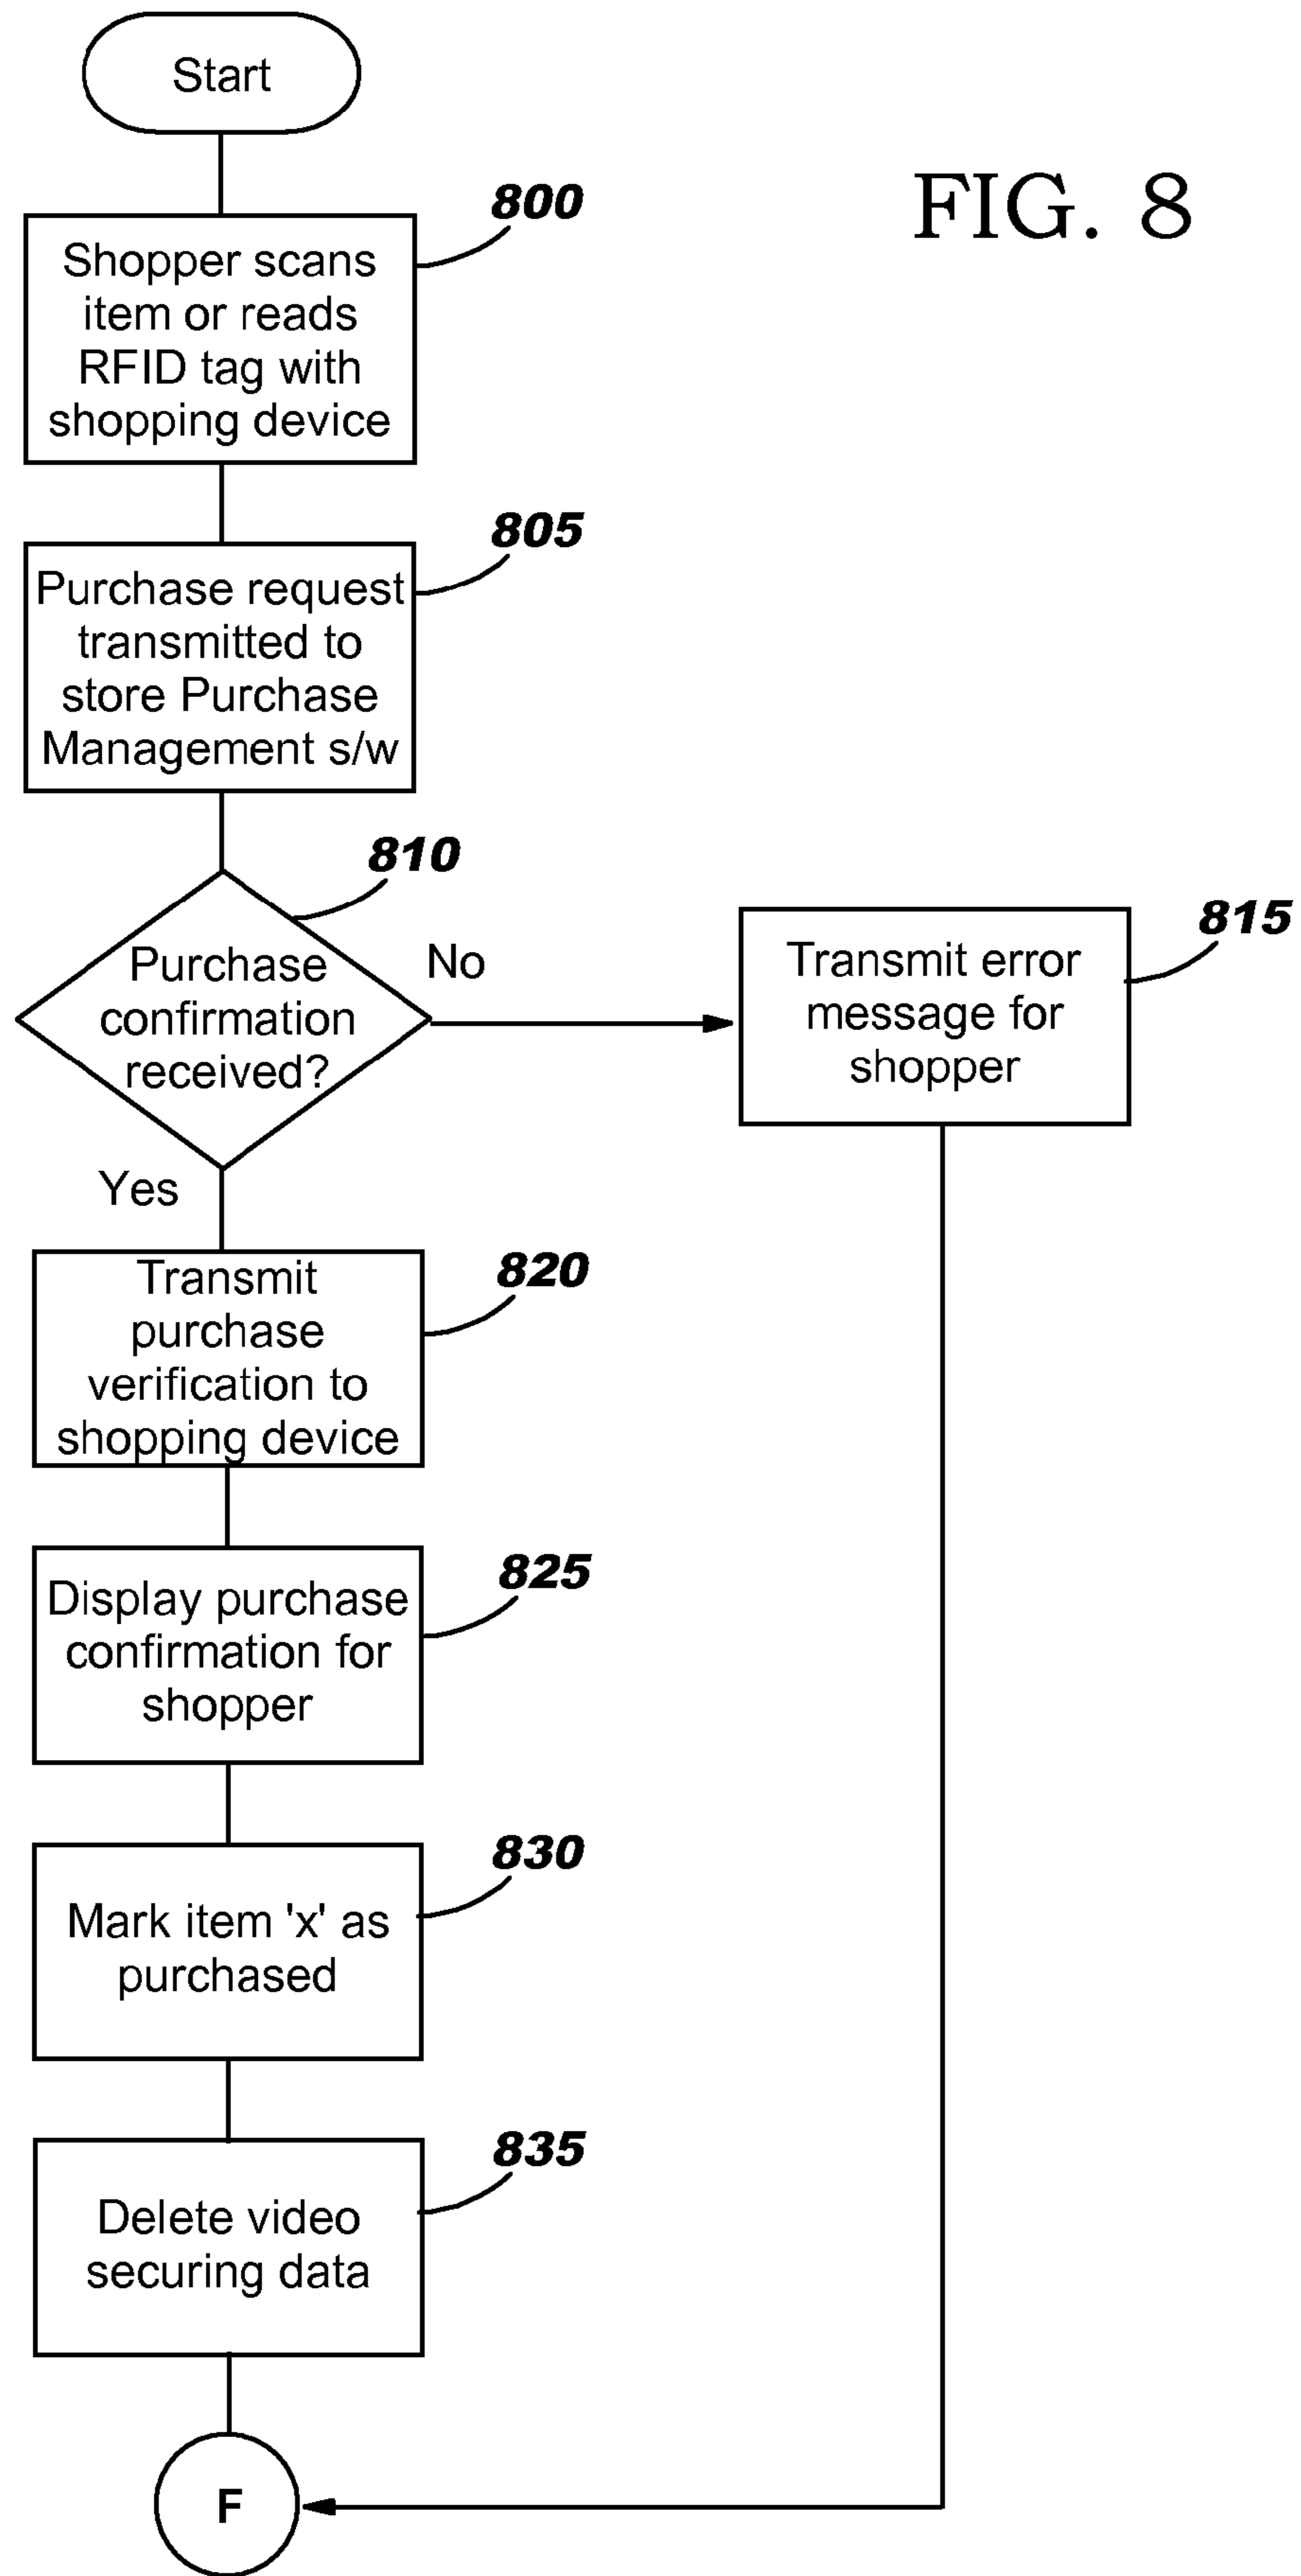 Start
FIG. 8
800
Shopper scans
item or reads
RFID tag with
shopping device
805
Purchase request
transmitted to
store Purchase
Management s/w
810
Purchase
confirmation
received?
No
815
Transmit error
message for
shopper
Yes
820
Transmit
purchase
verification to
shopping device
825
Display purchase
confirmation for
shopper
830
Mark item 'x' as
purchased
835
Delete video
securing data
F